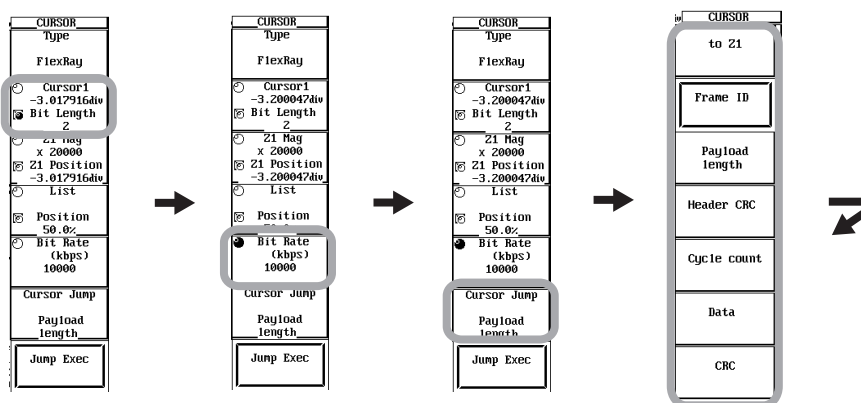 CURSOR
Type
FlexRay
Cursor1
-3.017916div
Bit Length
2
Z1 Mag
x 20000
Z1 Position
-3.017916div
List
Position
50.0%
Bit Rate
(kbps)
10000
Cursor Jump
Payload
length
Jump Exec
CURSOR
Type
FlexRay
Cursor1
-3.200047div
Bit Length
2
Z1 Mag
x 20000
Z1 Position
-3.200047div
List
Position
Bit Rate
(kbps)
10000
Cursor Jump
Payload
length
Jump Exec
CURSOR
Type
FlexRay
Cursor1
-3.200047div
Bit Length
2
Z1 Mag
x 20000
Z1 Position
-3.200047div
List
Position
50.0%
Bit Rate
(kbps)
10000
Cursor Jump
Payload
length
Jump Exec
CURSOR
to Z1
Frame ID
Payload
length
Header CRC
Cycle count
Data
CRC